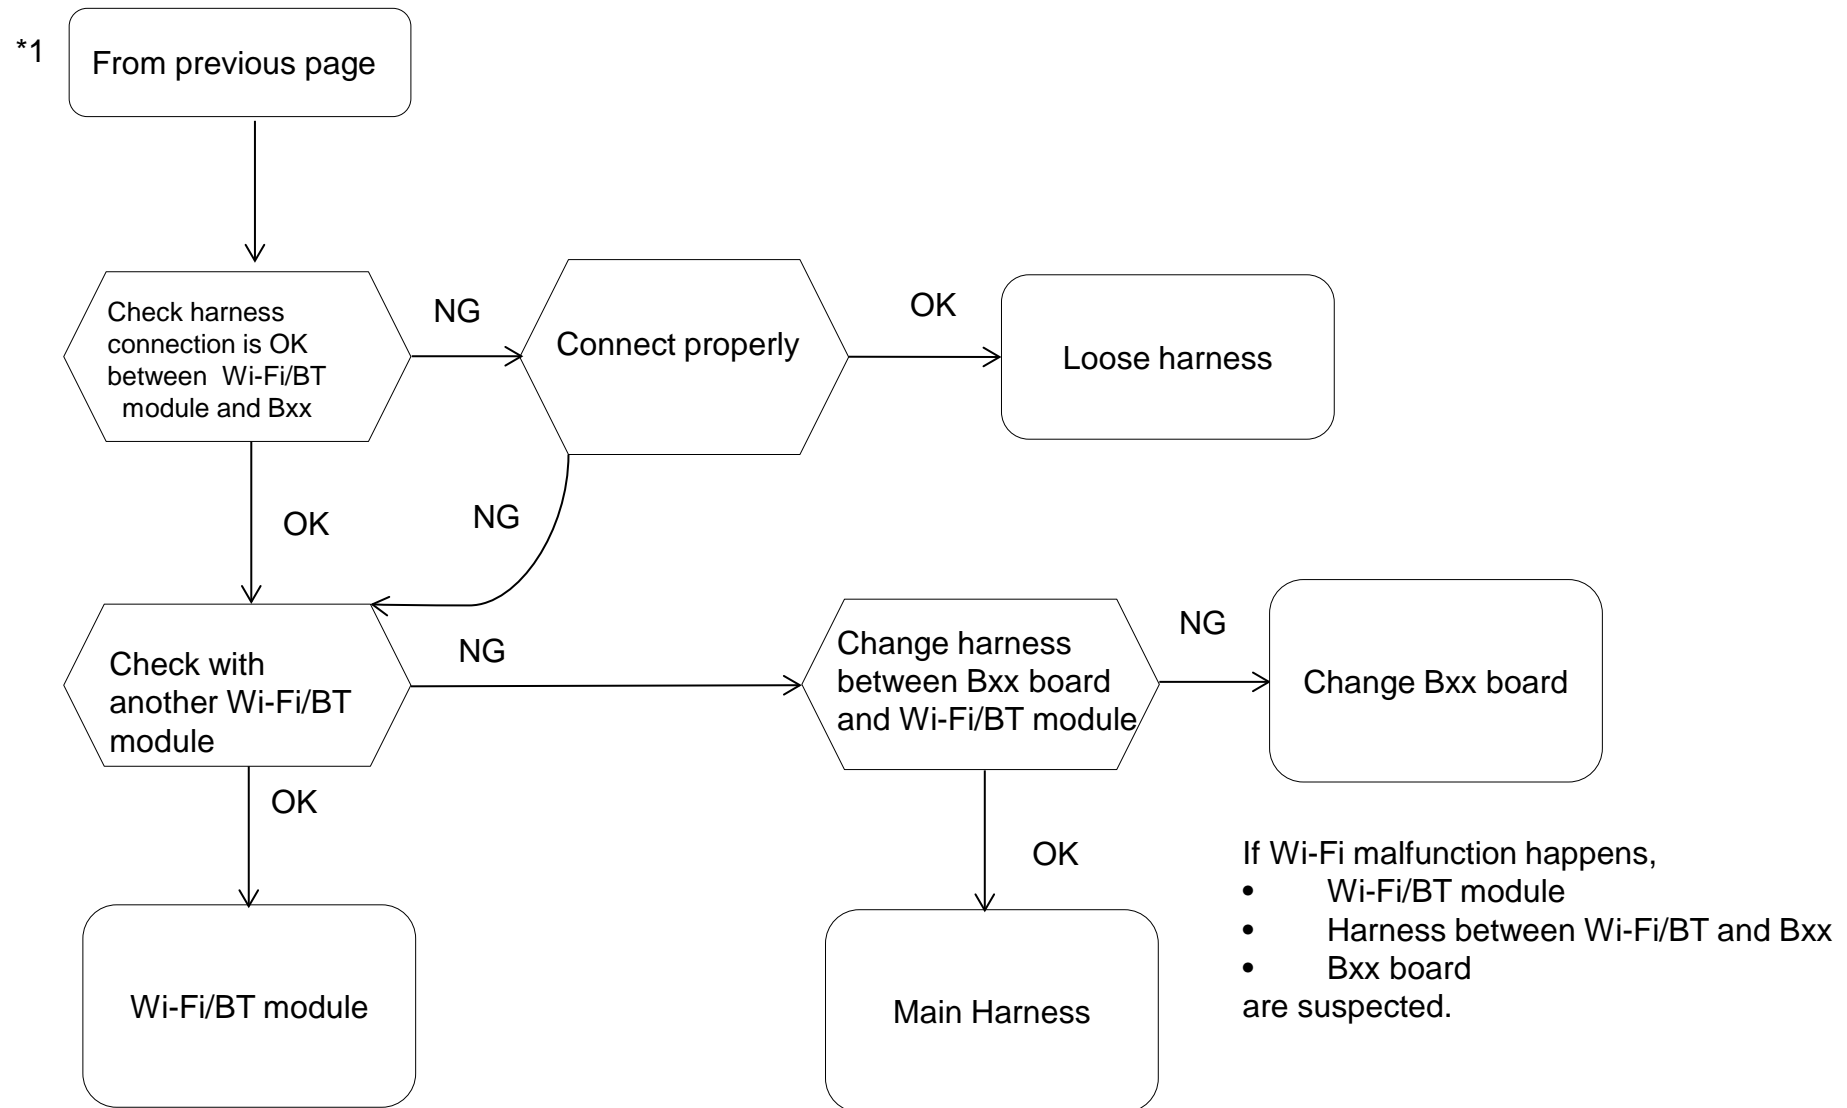 *1
From previous page
Check harness
connection is OK
between Wi-Fi/BT
module and Bxx
NG
Connect properly
OK
Loose harness
OK
NG
Check with
another Wi-Fi/BT
module
NG
Change harness
between Bxx board
and Wi-Fi/BT module
NG
Change Bxx board
OK
Wi-Fi/BT module
OK
Main Harness
If Wi-Fi malfunction happens,
• Wi-Fi/BT module
• Harness between Wi-Fi/BT and Bxx
• Bxx board
are suspected.